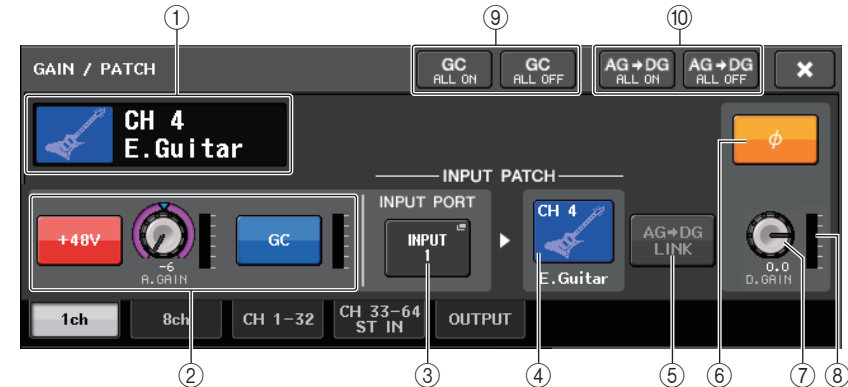 ① ⑨ ⑩
GAIN / PATCH
GC ALL ON
GC ALL OFF
AG➔DG ALL ON
AG➔DG ALL OFF
×
CH 4
E.Guitar
φ
INPUT PATCH
INPUT PORT
+48V
-6
A.GAIN
GC
INPUT
1
CH 4
E.Guitar
AG➔DG
LINK
0.0
D.GAIN
1ch
8ch
CH 1-32
CH 33-64
ST IN
OUTPUT
② ③ ④ ⑤ ⑥ ⑦ ⑧